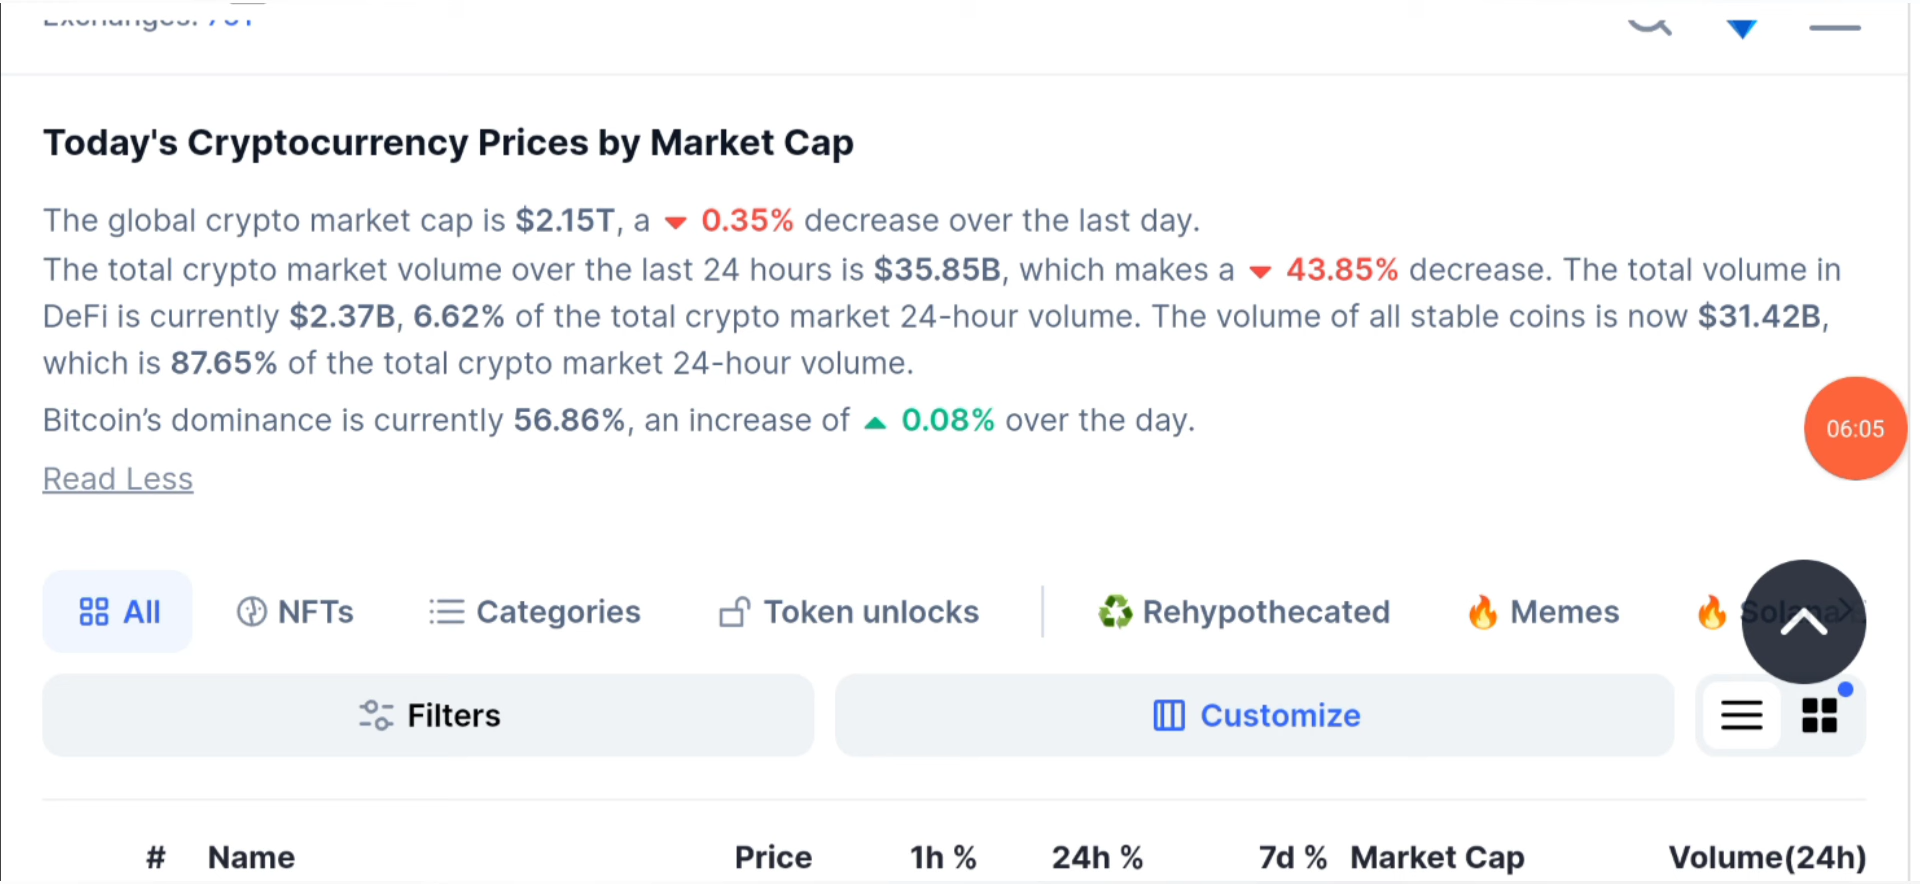 Exchanges:
Today's Cryptocurrency Prices by Market Cap
The global crypto market cap is $2.15T, a 0.35% decrease over the last day.
The total crypto market volume over the last 24 hours is $35.85B, which makes a 43.85% decrease. The total volume in
DeFi is currently $2.37B, 6.62% of the total crypto market 24-hour volume. The volume of all stable coins is now $31.42B,
which is 87.65% of the total crypto market 24-hour volume.
Bitcoin’s dominance is currently 56.86%, an increase of 0.08% over the day.
06:05
Read Less
All NFTs Categories Token unlocks Rehypothecated Memes Solana
Filters Customize
# Name Price 1h % 24h % 7d % Market Cap Volume(24h)